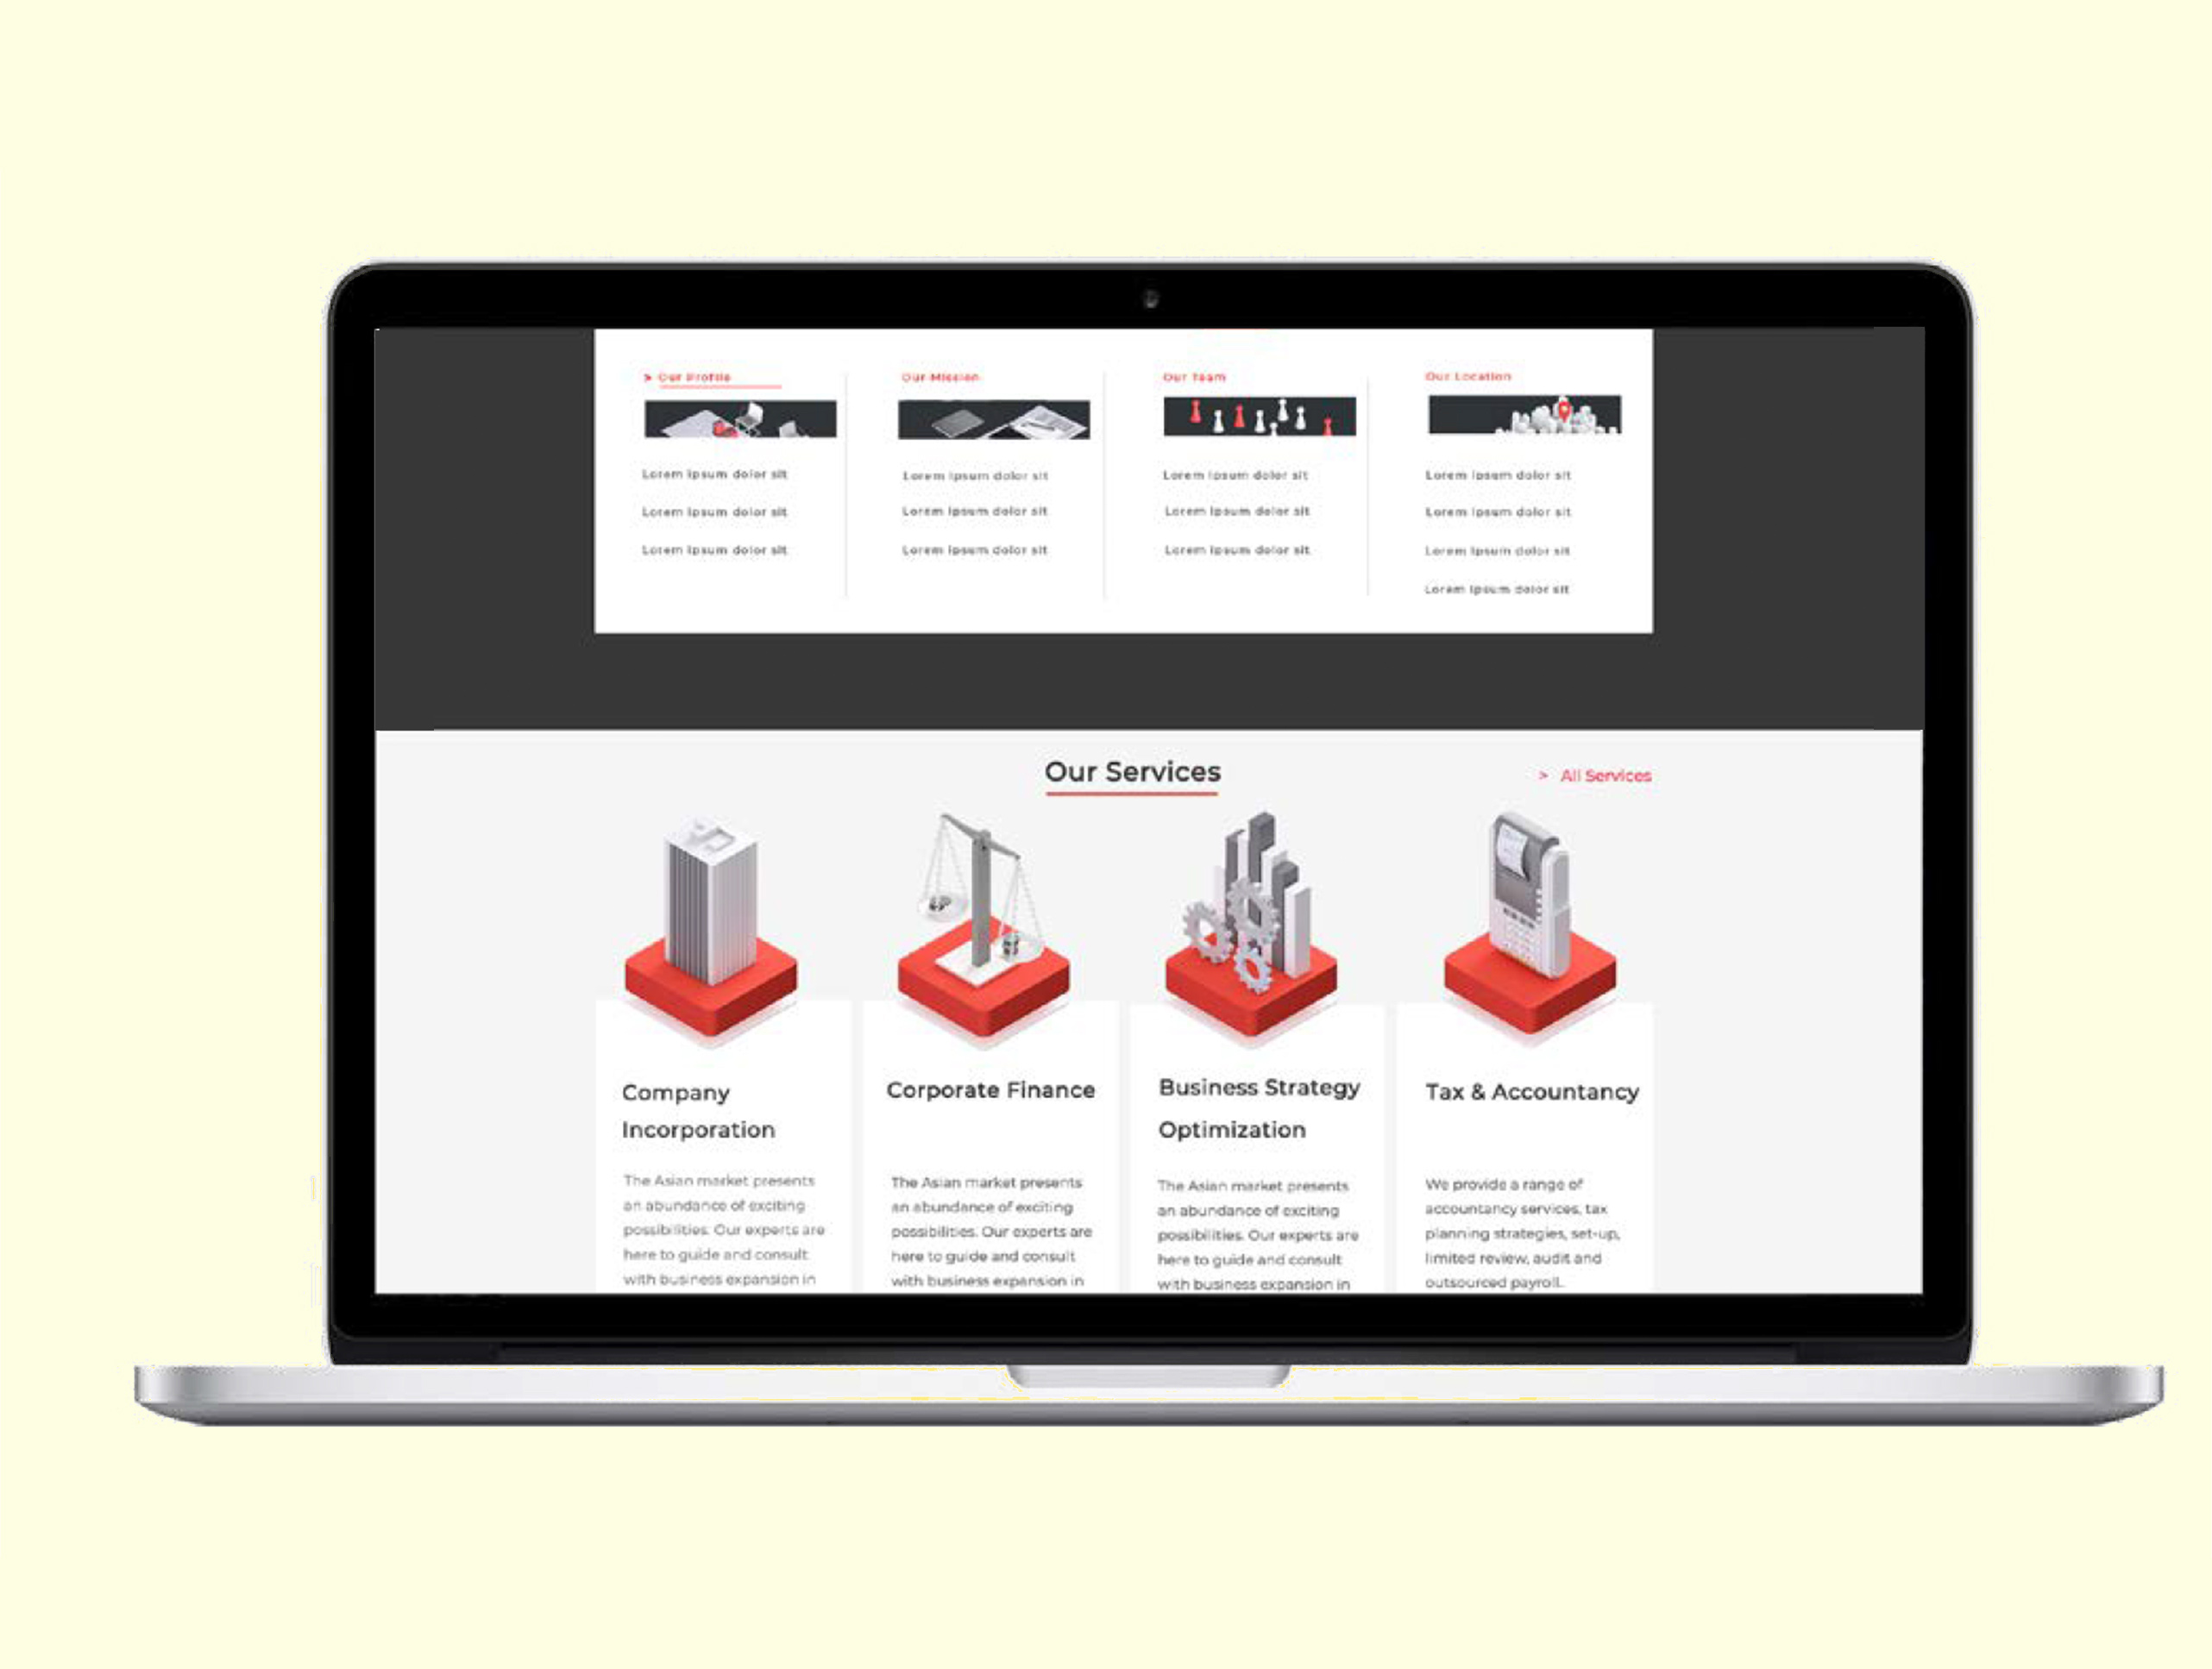 > Our Profile
Our Mission
Our Team
Our Location
Lorem ipsum dolor sit
Lorem ipsum dolor sit
Lorem ipsum dolor sit
Lorem ipsum dolor sit
Lorem ipsum dolor sit
Lorem ipsum dolor sit
Lorem ipsum dolor sit
Lorem ipsum dolor sit
Lorem ipsum dolor sit
Lorem ipsum dolor sit
Lorem ipsum dolor sit
Lorem ipsum dolor sit
Lorem ipsum dolor sit
Our Services
> All Services
Company
Incorporation
The Asian market presents
an abundance of exciting
possibilities. Our experts are
here to guide and consult
with business expansion in
Corporate Finance
The Asian market presents
an abundance of exciting
possibilities. Our experts are
here to guide and consult
with business expansion in
Business Strategy
Optimization
The Asian market presents
an abundance of exciting
possibilities. Our experts are
here to guide and consult
with business expansion in
Tax & Accountancy
We provide a range of
accountancy services, tax
planning strategies, set-up,
limited review, audit and
outsourced payroll.